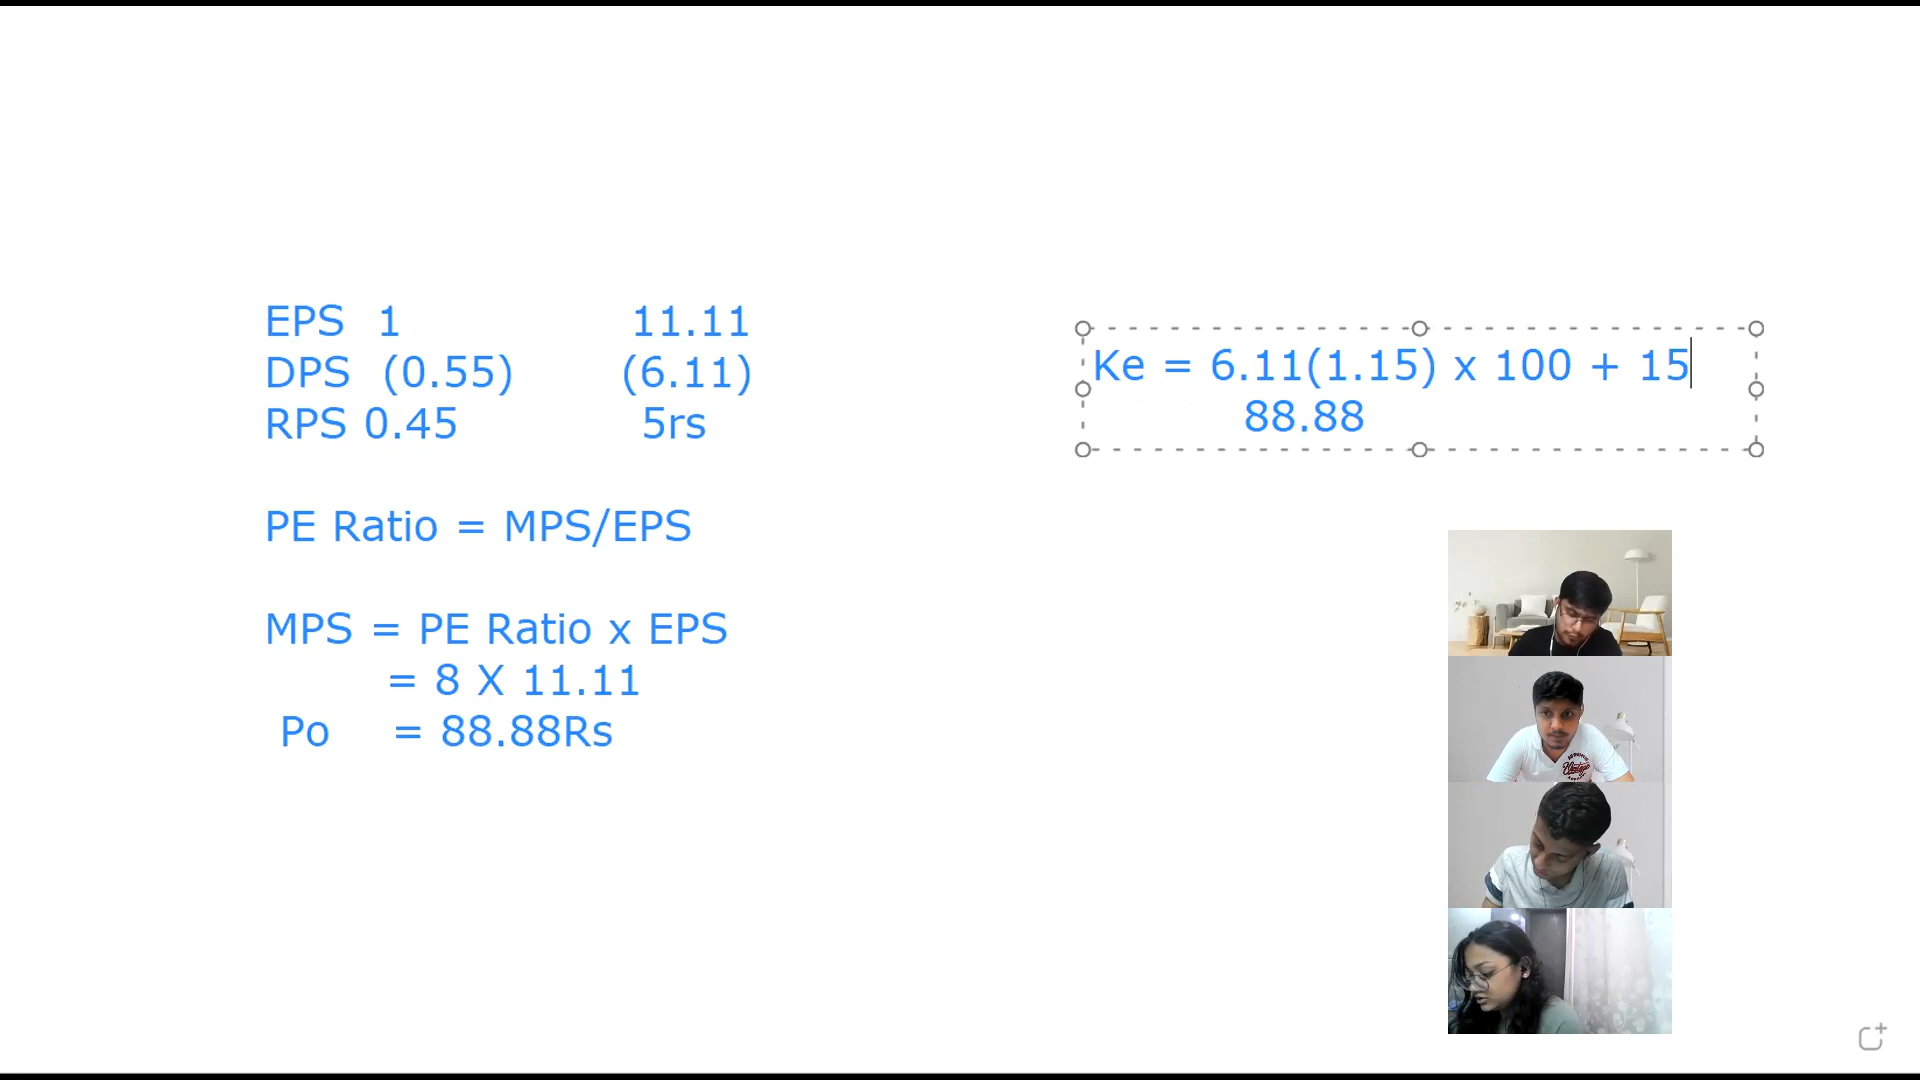 EPS 1 11.11
DPS (0.55) (6.11)
RPS 0.45 5rs
PE Ratio = MPS/EPS
MPS = PE Ratio x EPS
= 8 X 11.11
Po = 88.88Rs
Ke = 6.11(1.15) x 100 + 15
88.88
Vintage